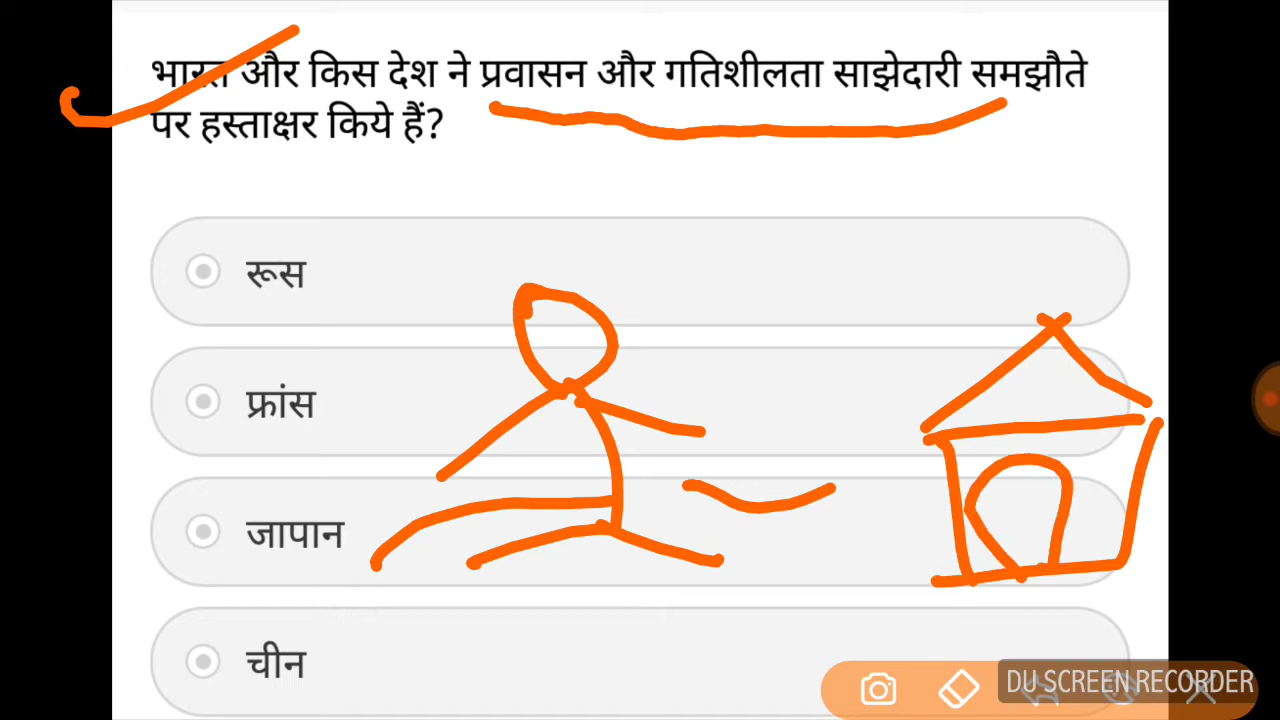 भारत और किस देश ने प्रवासन और गतिशीलता साझेदारी समझौते
पर हस्ताक्षर किये हैं?
रूस
फ्रांस
जापान
चीन
DU SCREEN RECORDER